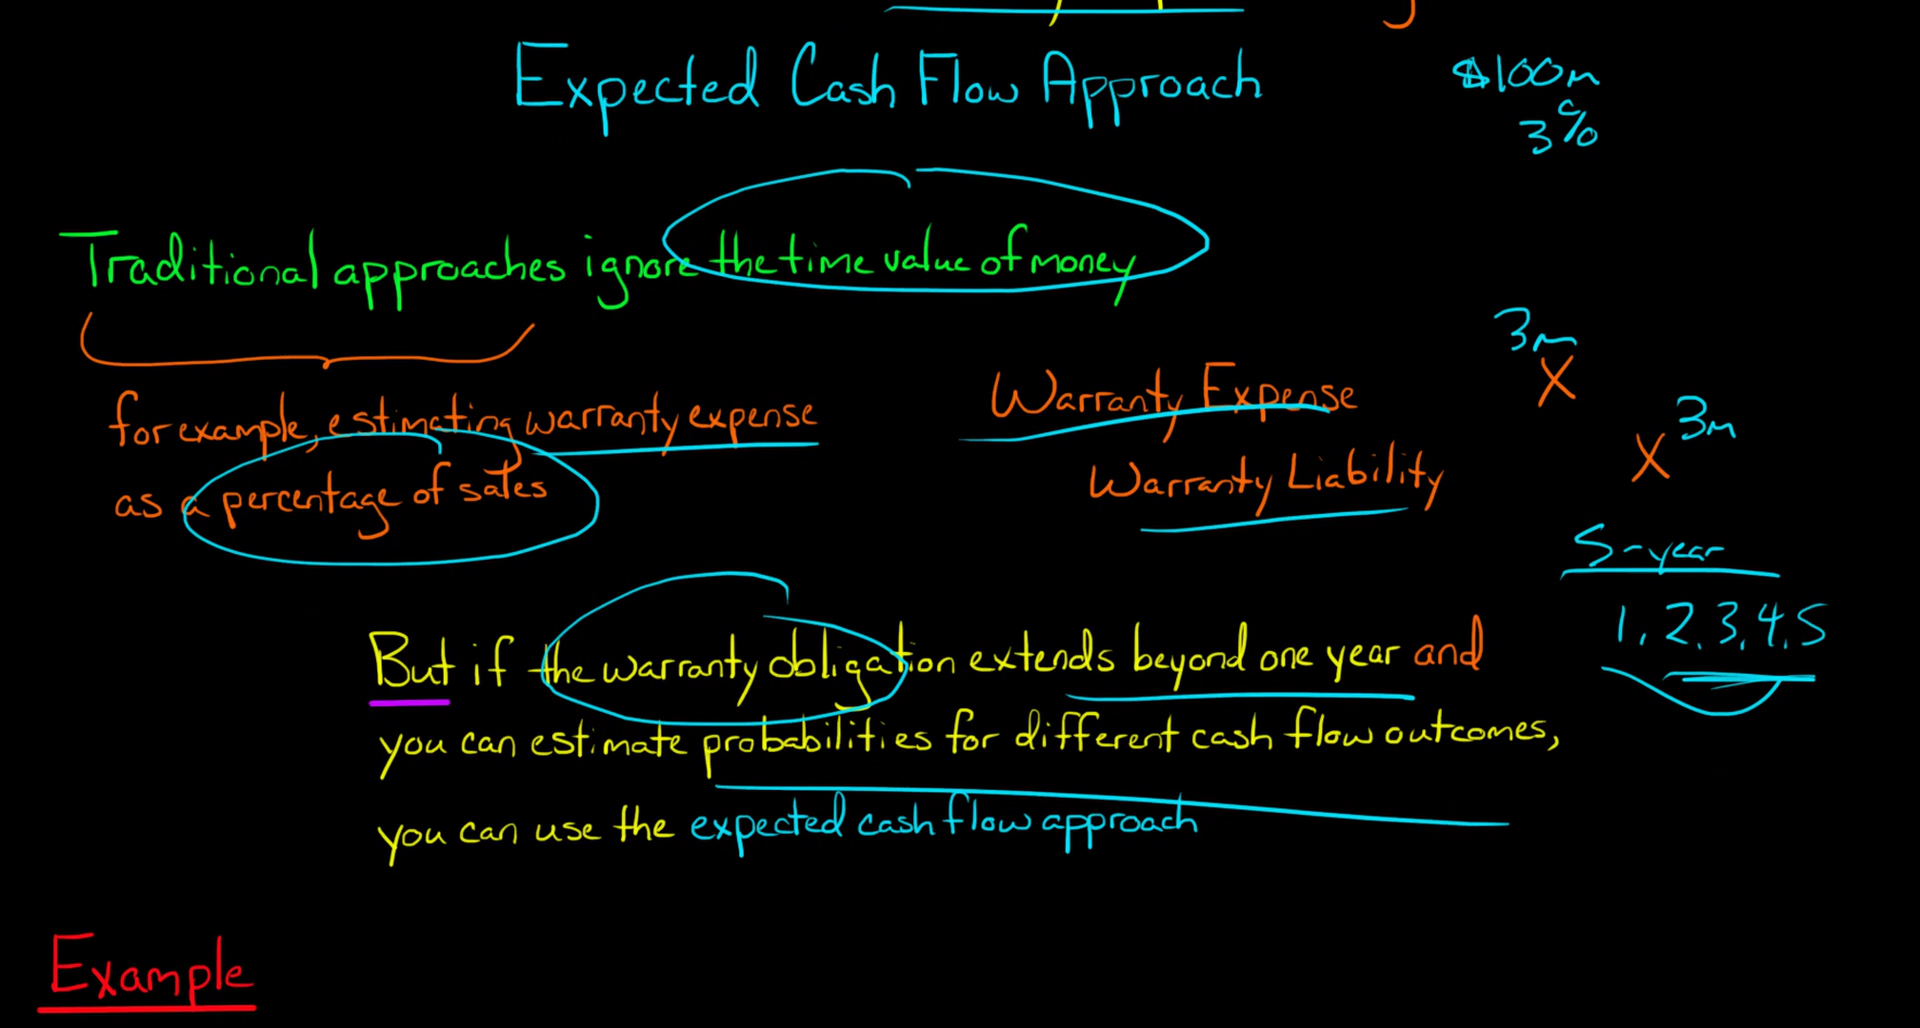 Expected Cash Flow Approach
$100m
3%
Traditional approaches ignore the time value of money
for example, estimating warranty expense
as a percentage of sales
Warranty Expense
3m
X
Warranty Liability
X 3m
5-year
1, 2, 3, 4, 5
But if the warranty obligation extends beyond one year and
you can estimate probabilities for different cash flow outcomes,
you can use the expected cash flow approach
Example